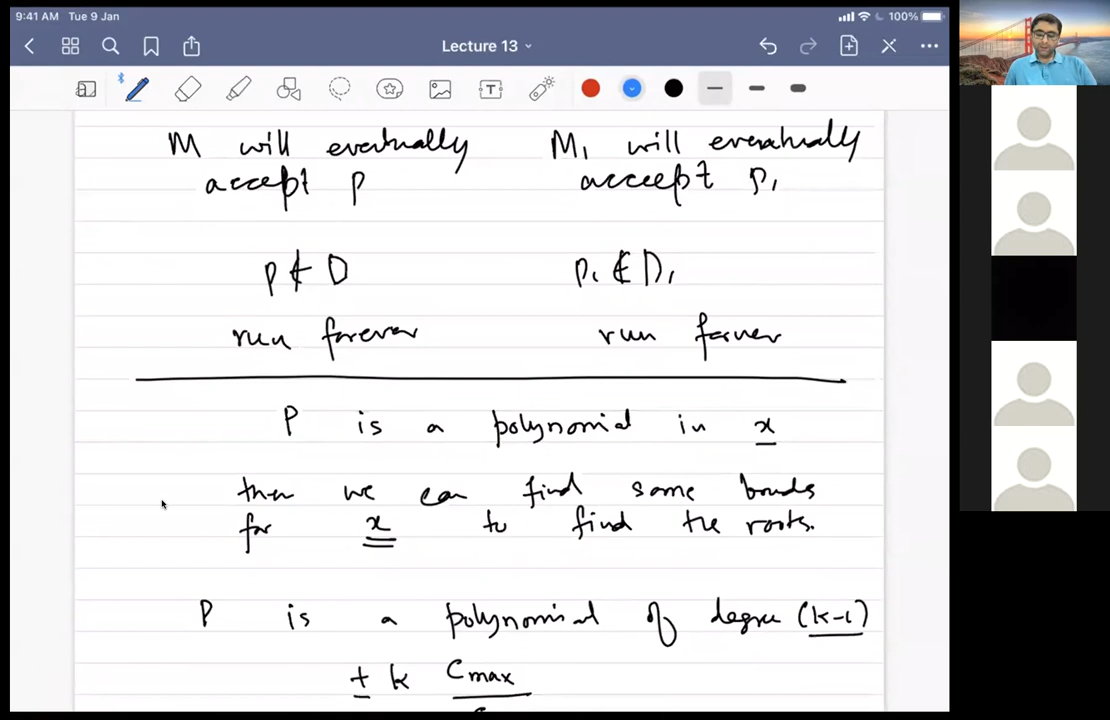 9:41 AM Tue 9 Jan 100%
Lecture 13
T
M will eventually M₁ will eventually
accept p accept p₁
p ∉ D p₁ ∉ D₁
run forever run forver
P is a polynomial in x
then we can find some bounds
for x to find the roots.
P is a polynomial of degree (k-1)
± k Cmax